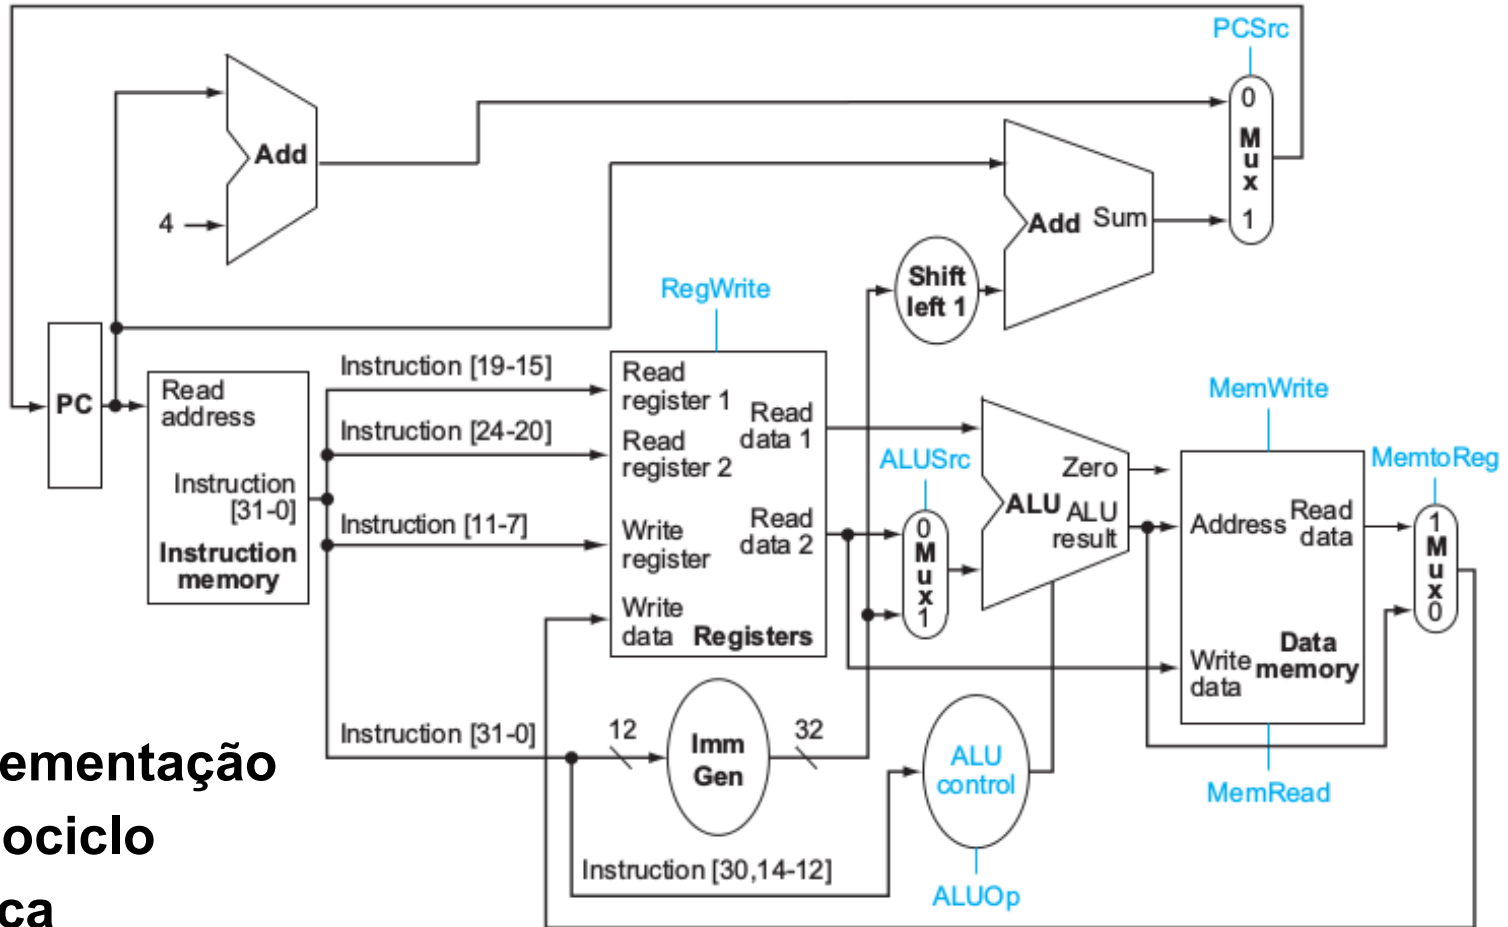 PCSrc
0
Mux
1
Add
4
Add Sum
Shift
left 1
RegWrite
PC
Read
address
Instruction
[31-0]
Instruction
memory
Instruction [19-15]
Instruction [24-20]
Instruction [11-7]
Read
register 1
Read
data 1
Read
register 2
Write
register
Read
data 2
Write
data
Registers
ALUSrc
0
Mux
1
Zero
ALU
ALU
result
MemWrite
MemtoReg
Address
Read
data
Write
data
Data
memory
1
Mux
0
MemRead
Instruction [31-0]
12
Imm
Gen
32
ALU
control
Instruction [30,14-12]
ALUOp
ementação
ociclo
ca